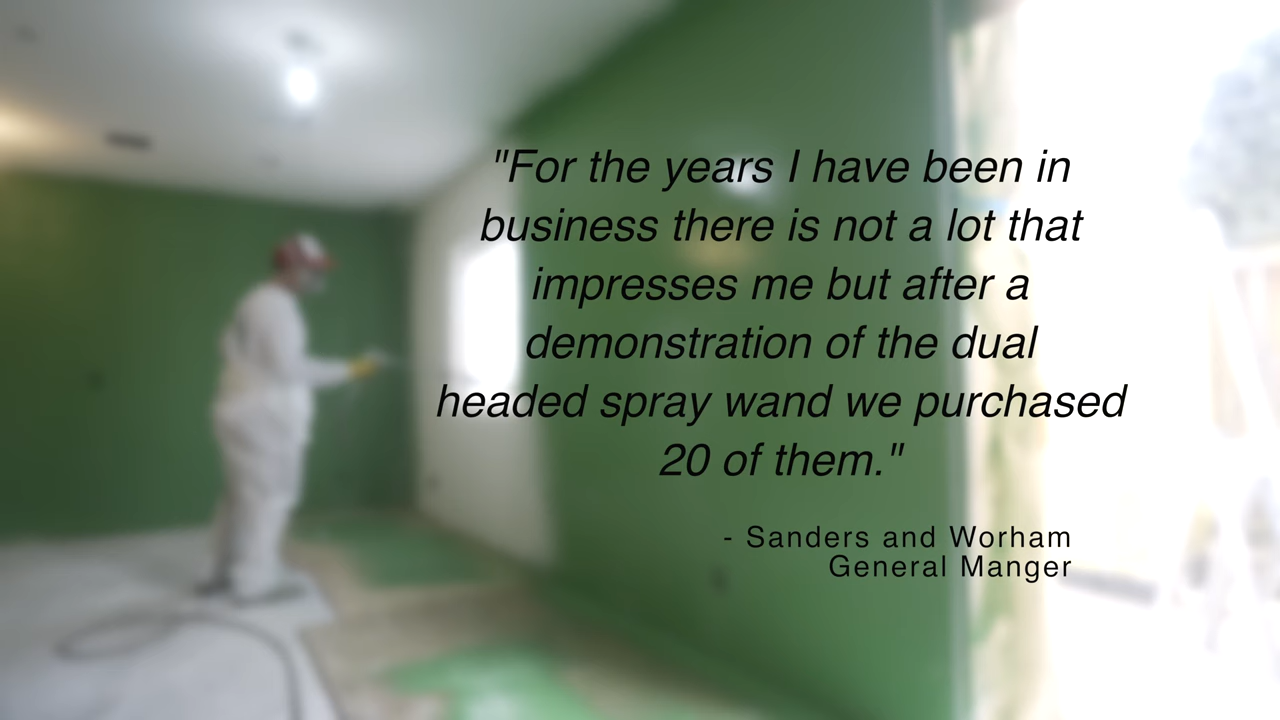 "For the years I have been in
business there is not a lot that
impresses me but after a
demonstration of the dual
headed spray wand we purchased
20 of them."
- Sanders and Worham
General Manger